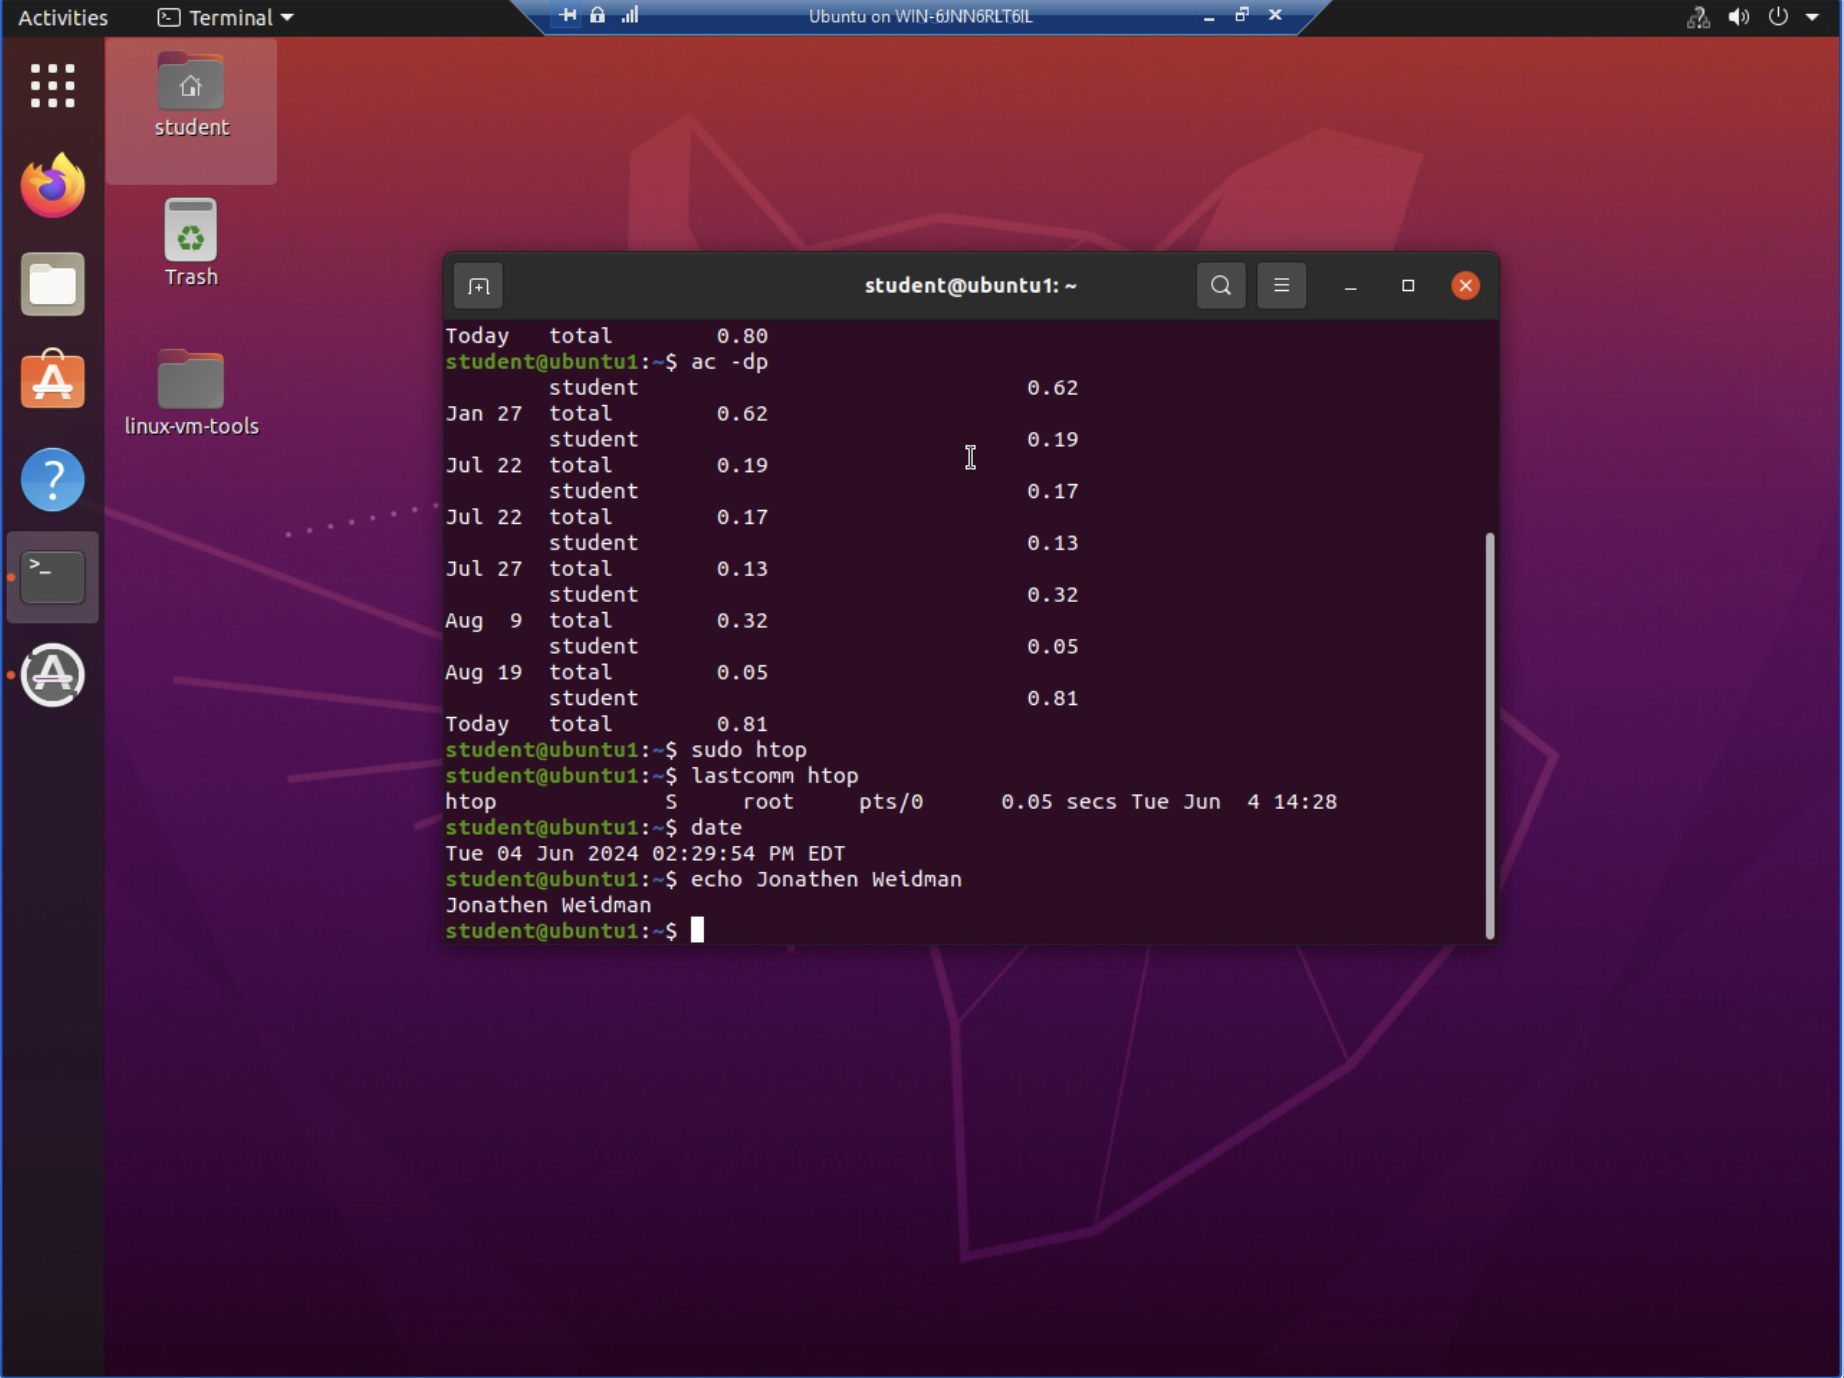 Activities Terminal Ubuntu on WIN-6JNN6RLT6IL
student
Trash
linux-vm-tools
student@ubuntu1: ~
Today total 0.80
student@ubuntu1:~$ ac -dp
student 0.62
Jan 27 total 0.62
student 0.19
Jul 22 total 0.19
student 0.17
Jul 22 total 0.17
student 0.13
Jul 27 total 0.13
student 0.32
Aug 9 total 0.32
student 0.05
Aug 19 total 0.05
student 0.81
Today total 0.81
student@ubuntu1:~$ sudo htop
student@ubuntu1:~$ lastcomm htop
htop S root pts/0 0.05 secs Tue Jun 4 14:28
student@ubuntu1:~$ date
Tue 04 Jun 2024 02:29:54 PM EDT
student@ubuntu1:~$ echo Jonathen Weidman
Jonathen Weidman
student@ubuntu1:~$